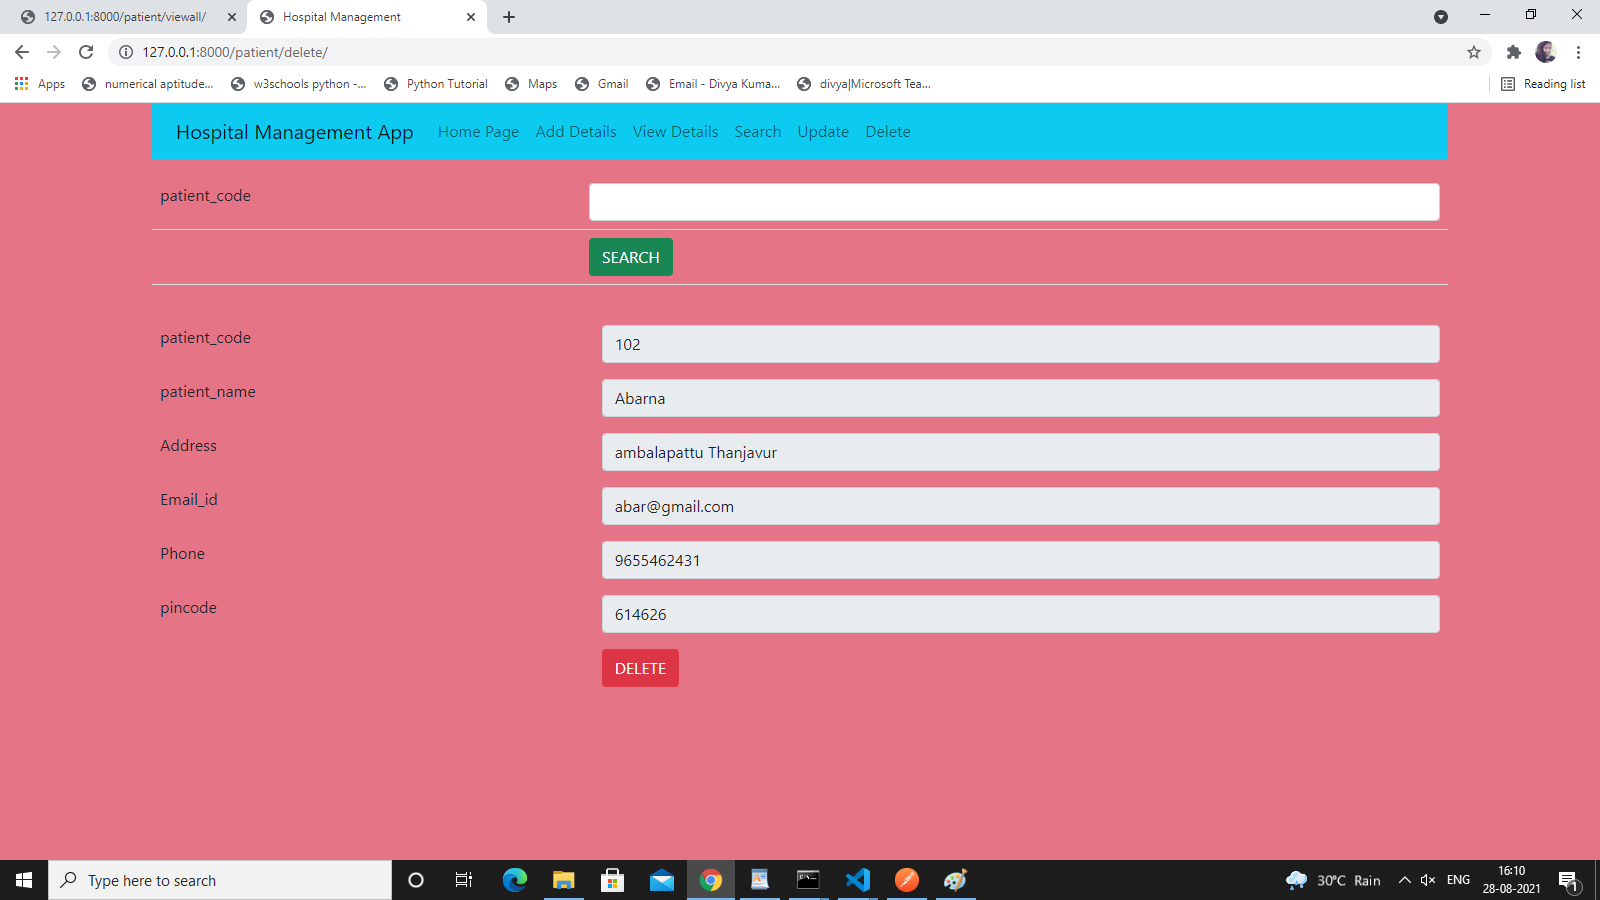 127.0.0.1:8000/patient/viewall/
Hospital Management
127.0.0.1:8000/patient/delete/
Apps numerical aptitude... w3schools python -... Python Tutorial Maps Gmail Email - Divya Kuma... divya|Microsoft Tea... Reading list
Hospital Management App Home Page Add Details View Details Search Update Delete
patient_code
SEARCH
patient_code 102
patient_name Abarna
Address ambalapattu Thanjavur
Email_id abar@gmail.com
Phone 9655462431
pincode 614626
DELETE
Type here to search
30°C Rain
ENG
16:10
28-08-2021
1